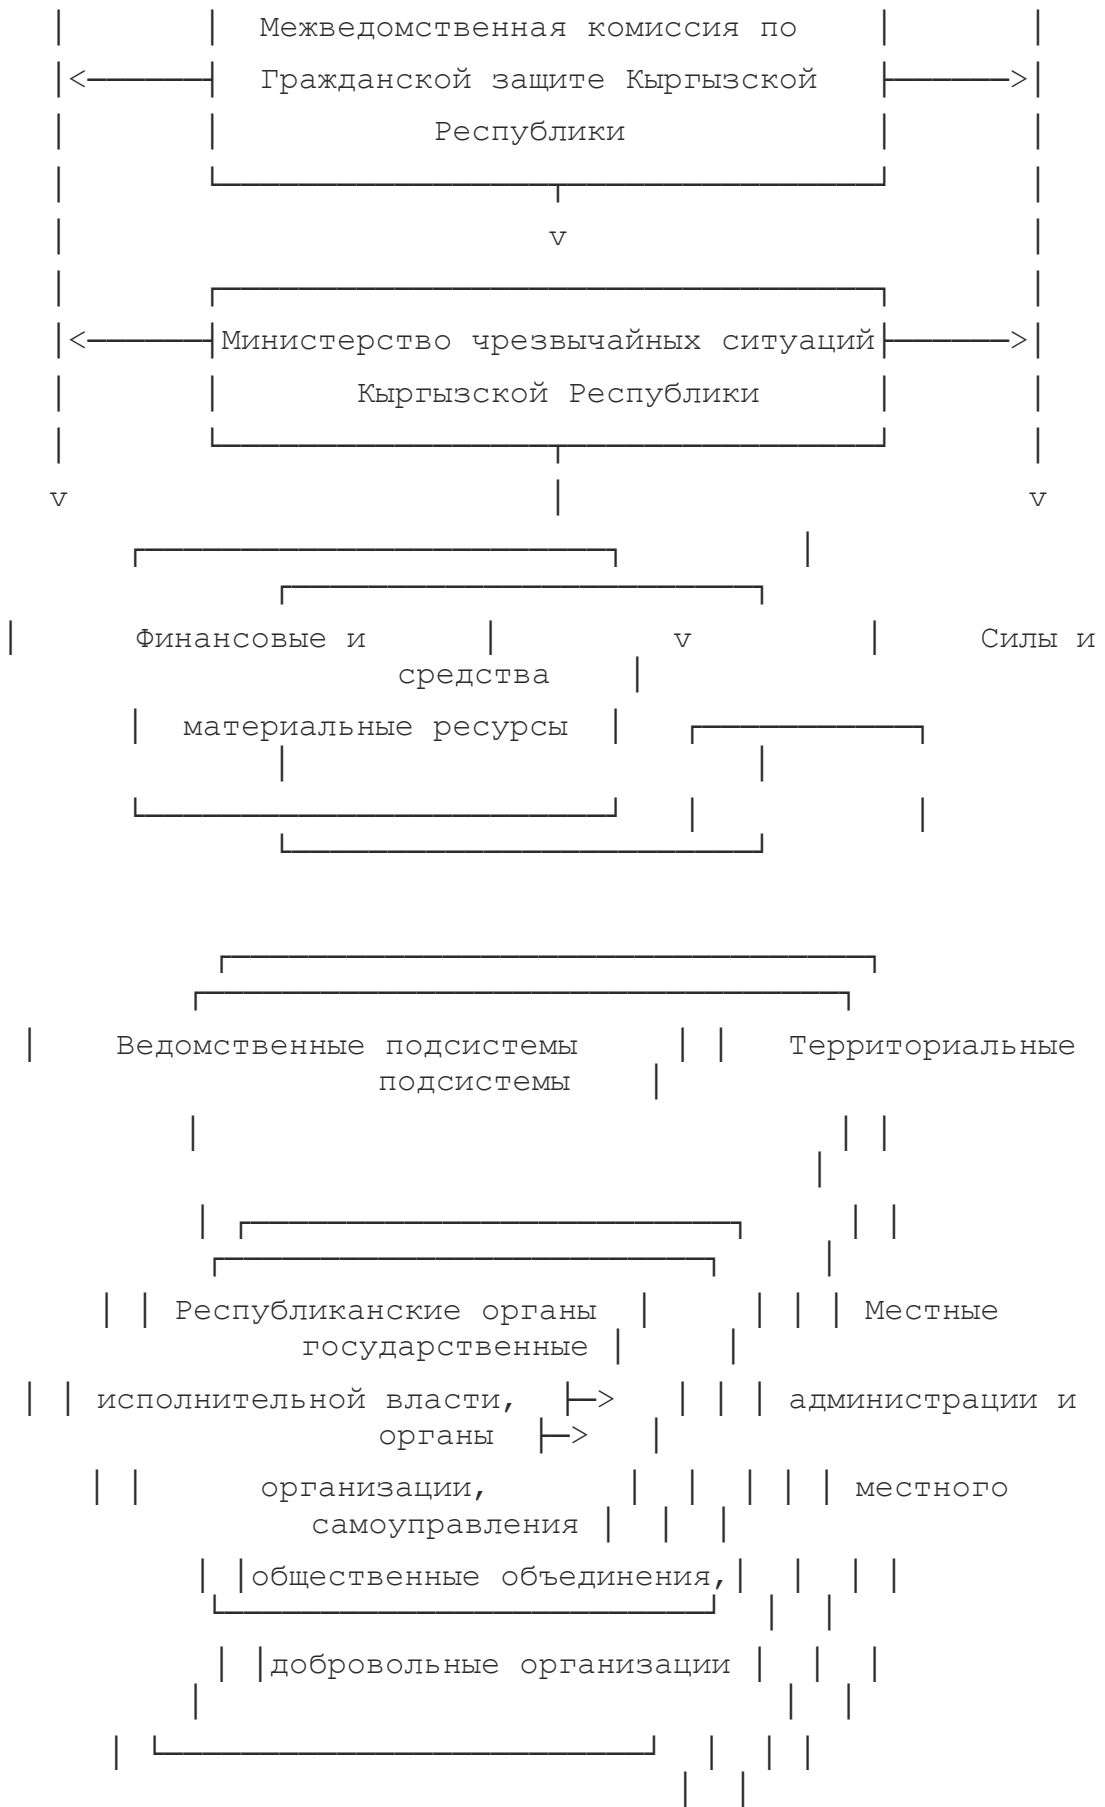 Межведомственная комиссия по
Гражданской защите Кыргызской
Республики
v
Министерство чрезвычайных ситуаций
Кыргызской Республики
v v
Финансовые и v Силы и
средства
материальные ресурсы
Ведомственные подсистемы Территориальные
подсистемы
Республиканские органы Местные
государственные
исполнительной власти, администрации и
органы
организации, местного
самоуправления
общественные объединения,
добровольные организации